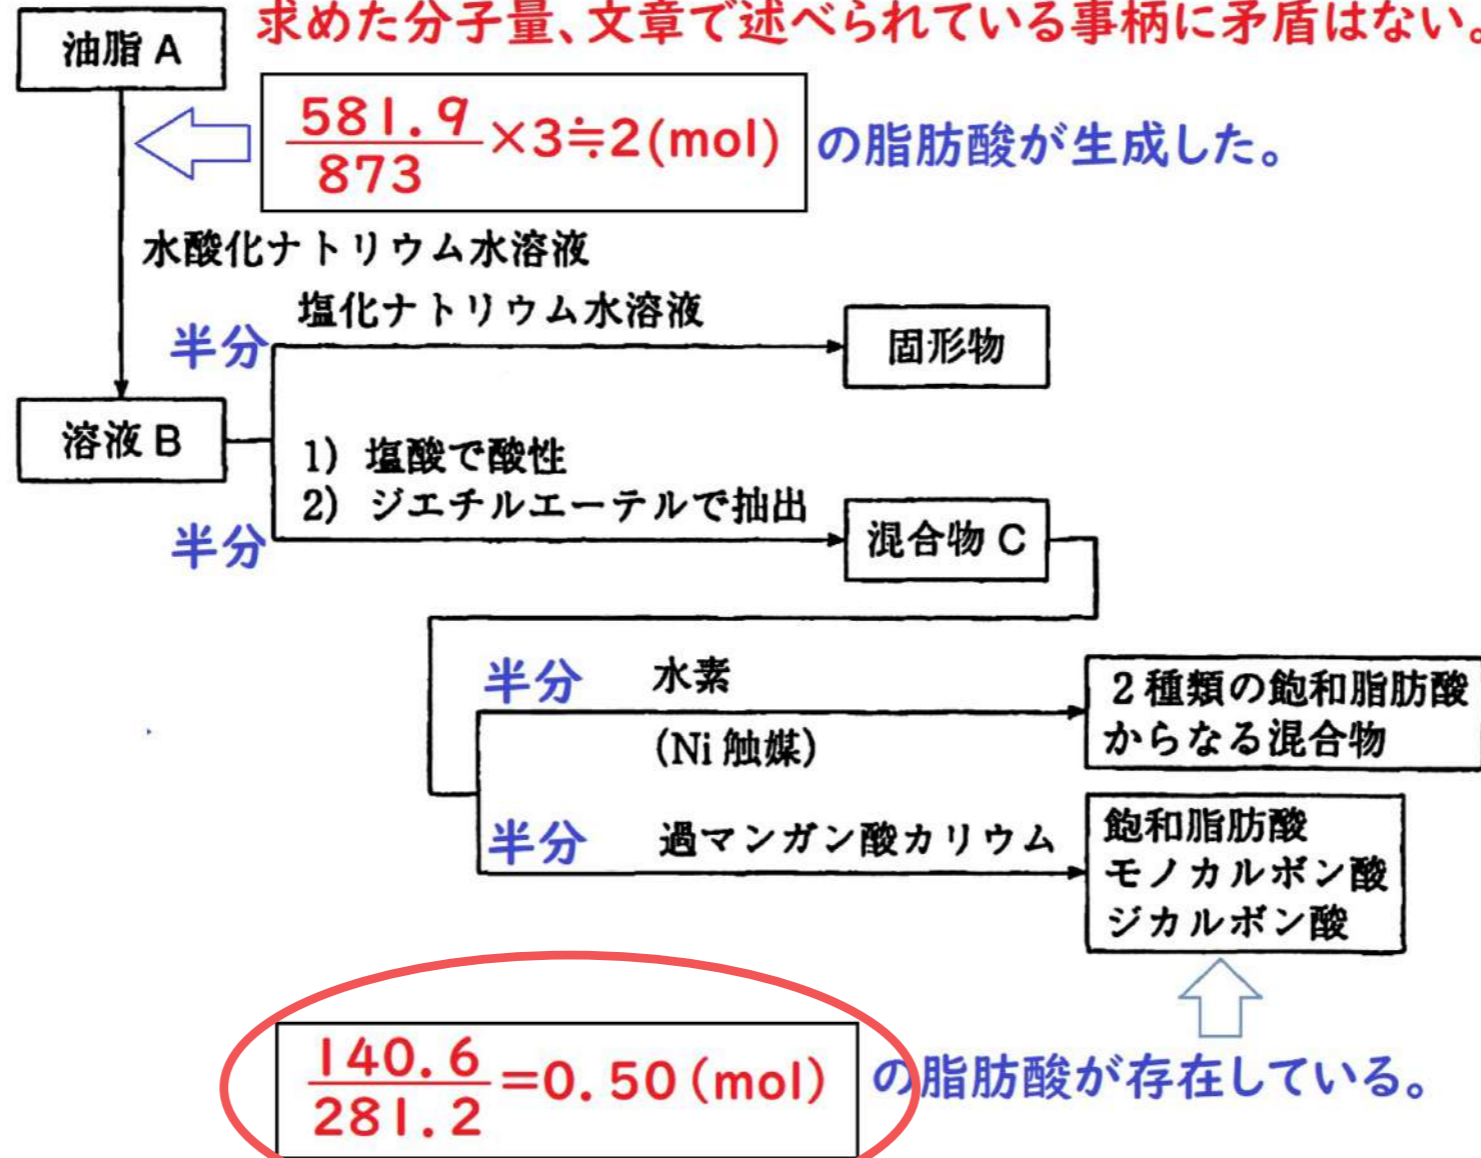 求めた分子量、文章で述べられている事柄に矛盾はない。
油脂 A
581.9
873
×3≒2(mol) の脂肪酸が生成した。
水酸化ナトリウム水溶液
塩化ナトリウム水溶液
半分
固形物
溶液 B
1) 塩酸で酸性
2) ジエチルエーテルで抽出
半分
混合物 C
半分 水素
(Ni 触媒)
2種類の飽和脂肪酸
からなる混合物
半分 過マンガン酸カリウム
飽和脂肪酸
モノカルボン酸
ジカルボン酸
140.6
281.2
=0.50(mol) の脂肪酸が存在している。